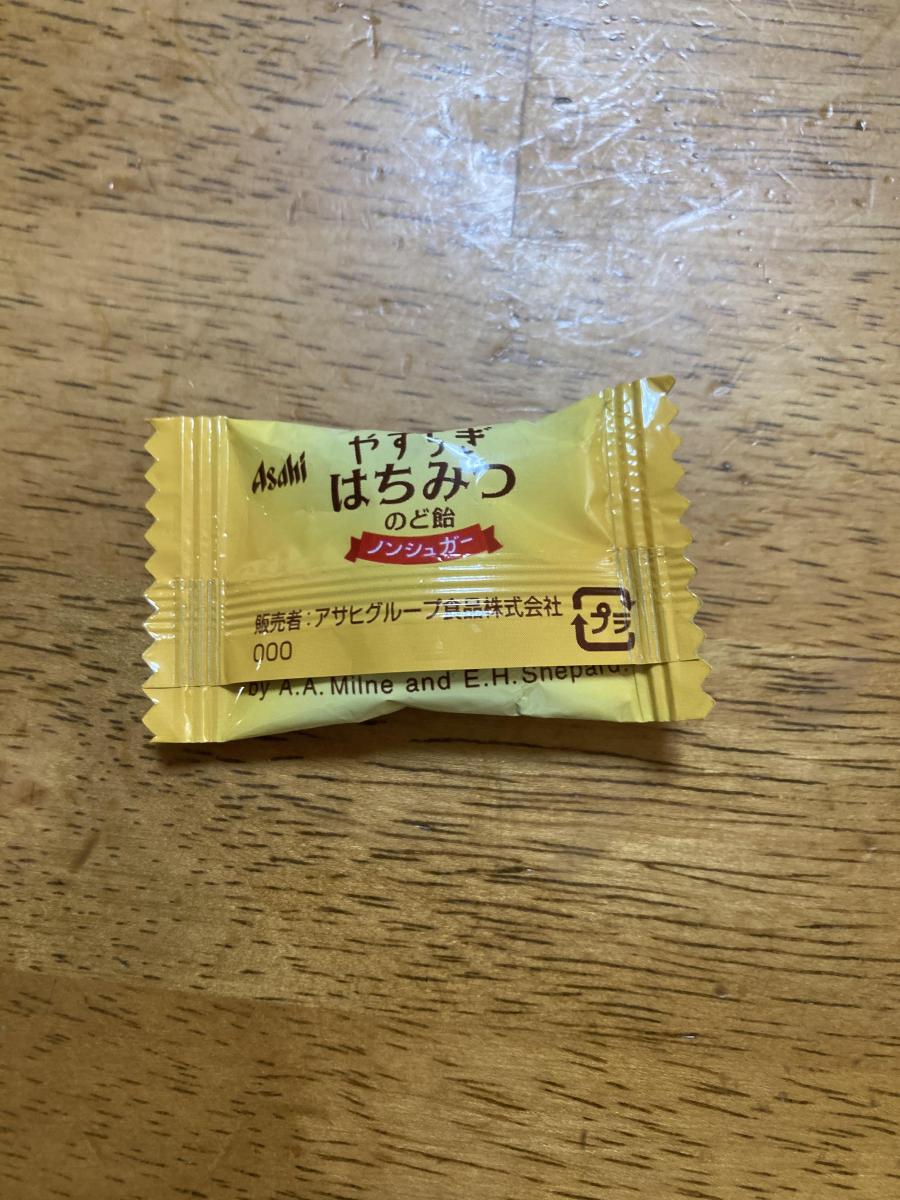 Asahi
やすらぎ
はちみつ
のど飴
ノンシュガー
販売者:アサヒグループ食品株式会社
プラ
000
by A.A. Milne and E.H. Shepard.